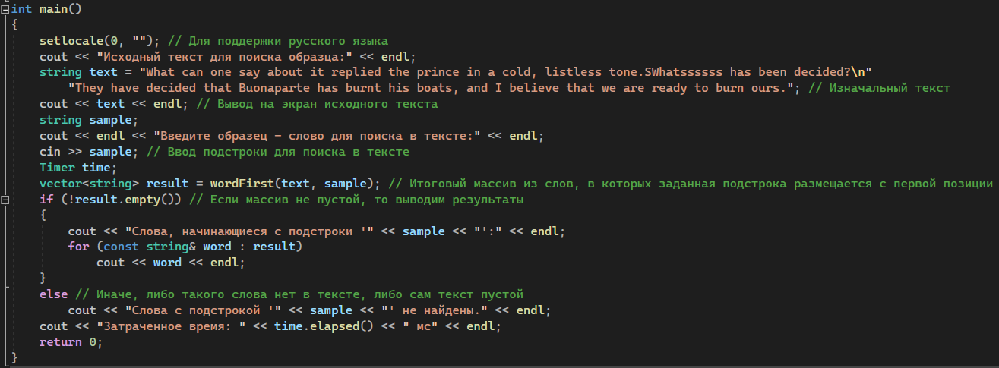 int main()
{
    setlocale(0, ""); // Для поддержки русского языка
    cout << "Исходный текст для поиска образца:" << endl;
    string text = "What can one say about it replied the prince in a cold, listless tone.SWhatssssss has been decided?\n"
        "They have decided that Buonaparte has burnt his boats, and I believe that we are ready to burn ours."; // Изначальный текст
    cout << text << endl; // Вывод на экран исходного текста
    string sample;
    cout << endl << "Введите образец – слово для поиска в тексте:" << endl;
    cin >> sample; // Ввод подстроки для поиска в тексте
    Timer time;
    vector<string> result = wordFirst(text, sample); // Итоговый массив из слов, в которых заданная подстрока размещается с первой позиции
    if (!result.empty()) // Если массив не пустой, то выводим результаты
    {
        cout << "Слова, начинающиеся с подстроки '" << sample << "':" << endl;
        for (const string& word : result)
            cout << word << endl;
    }
    else // Иначе, либо такого слова нет в тексте, либо сам текст пустой
        cout << "Слова с подстрокой '" << sample << "' не найдены." << endl;
    cout << "Затраченное время: " << time.elapsed() << " мс" << endl;
    return 0;
}